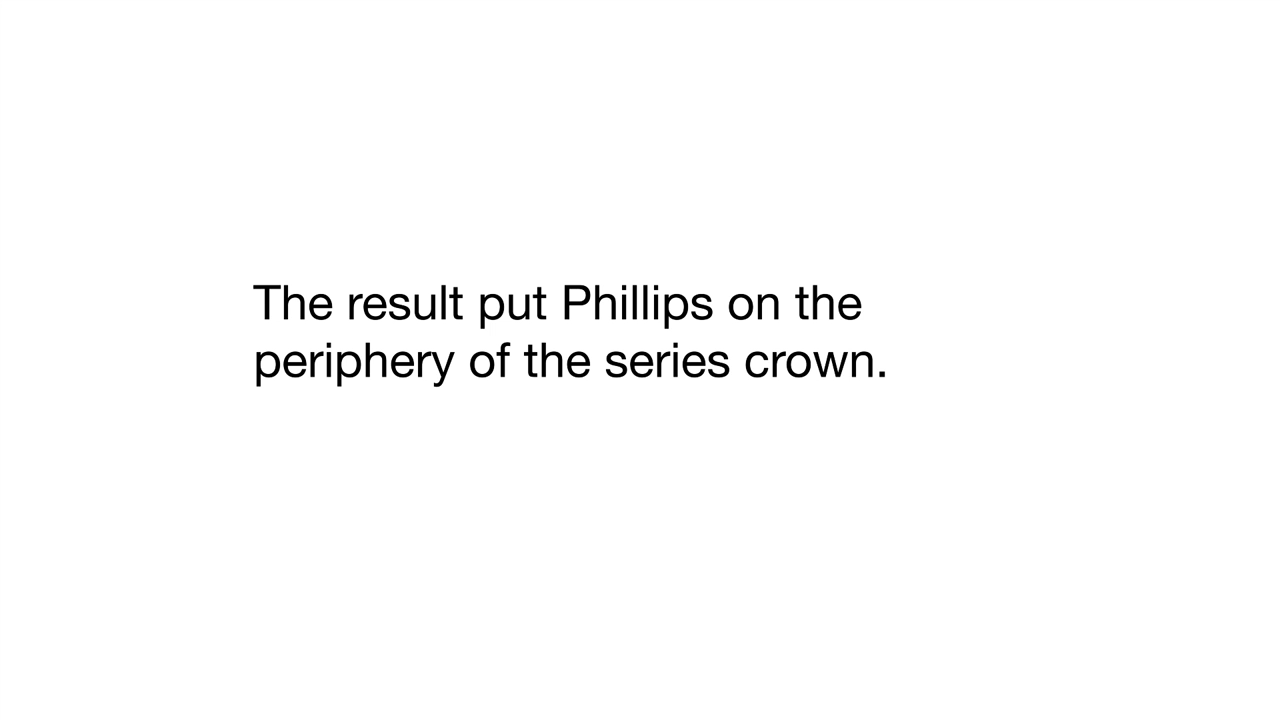 The result put Phillips on the
periphery of the series crown.